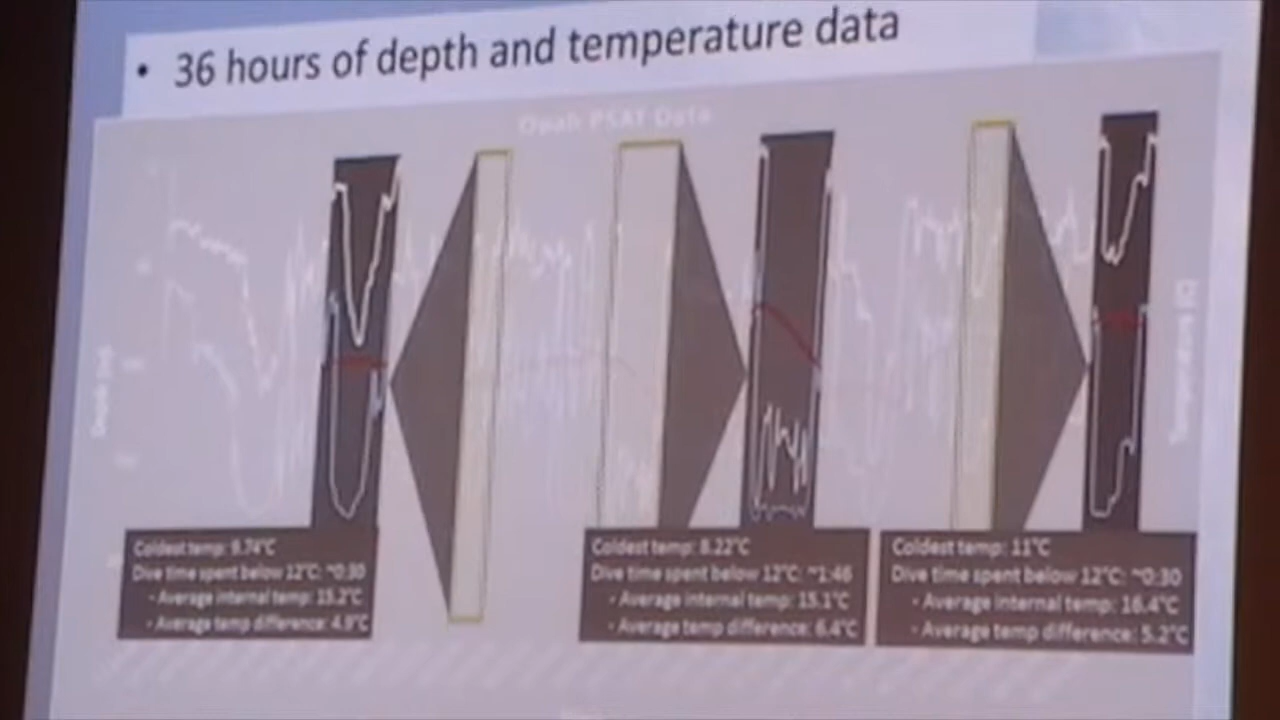 • 36 hours of depth and temperature data
Opah PSAT Data
Coldest temp: 9.74°C
Dive time spent below 12°C: ~0:30
- Average internal temp: 15.2°C
- Average temp difference: 4.9°C
Coldest temp: 8.22°C
Dive time spent below 12°C: ~1:46
- Average internal temp: 15.1°C
- Average temp difference: 6.4°C
Coldest temp: 11°C
Dive time spent below 12°C: ~0:30
- Average internal temp: 16.4°C
- Average temp difference: 5.2°C
Temperature (C)